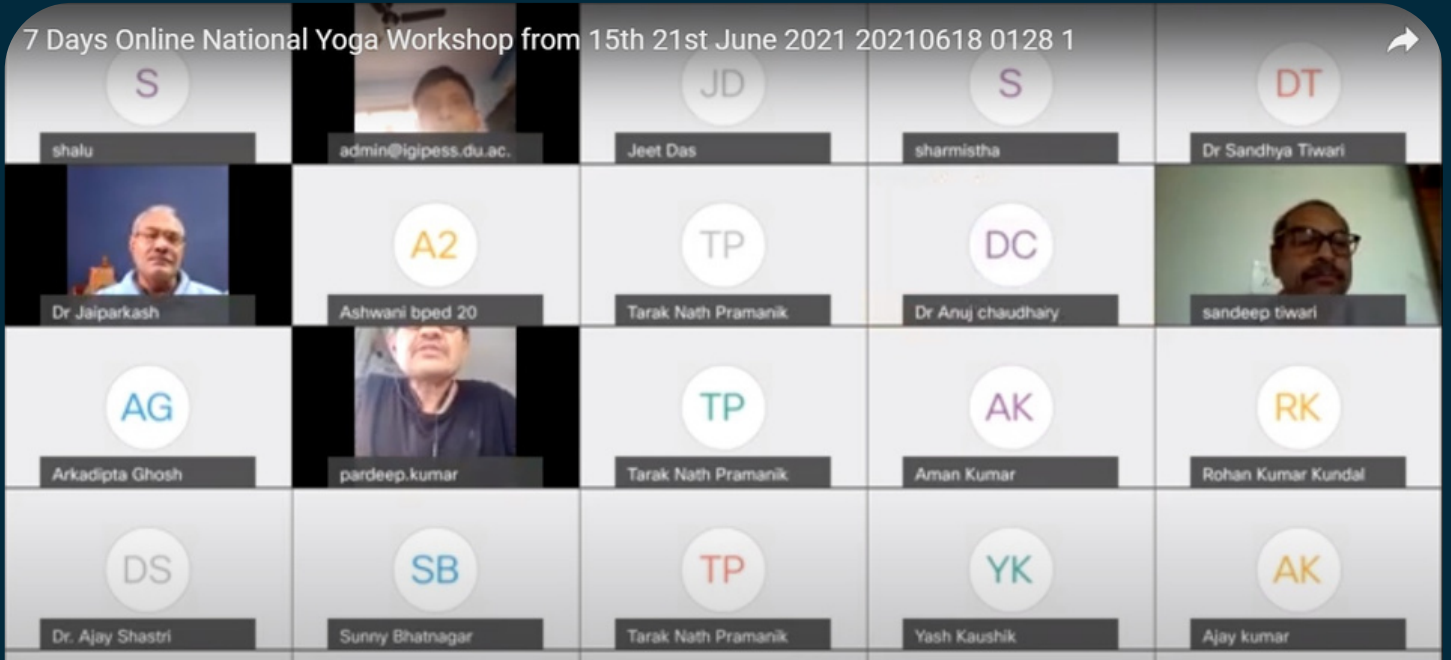 7 Days Online National Yoga Workshop from 15th 21st June 2021 20210618 0128 1
S
JD
S
DT
shalu
admin@igipess.du.ac.
Jeet Das
sharmistha
Dr Sandhya Tiwari
A2
TP
DC
Dr Jaiparkash
Ashwani bped 20
Tarak Nath Pramanik
Dr Anuj chaudhary
sandeep tiwari
AG
TP
AK
RK
Arkadipta Ghosh
pardeep.kumar
Tarak Nath Pramanik
Aman Kumar
Rohan Kumar Kundal
DS
SB
TP
YK
AK
Dr. Ajay Shastri
Sunny Bhatnagar
Tarak Nath Pramanik
Yash Kaushik
Ajay kumar